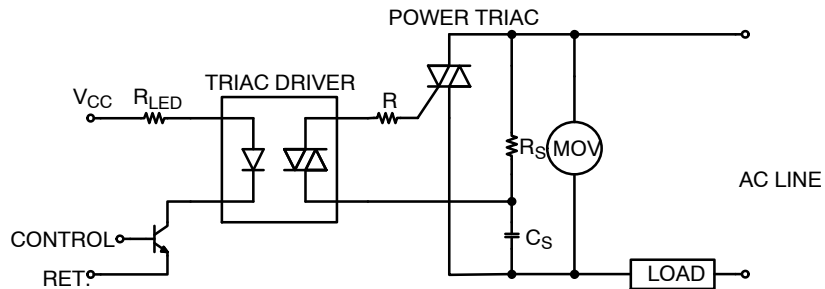 POWER TRIAC
TRIAC DRIVER
VCC
RLED
R
RS
MOV
AC LINE
CONTROL
CS
RET.
LOAD